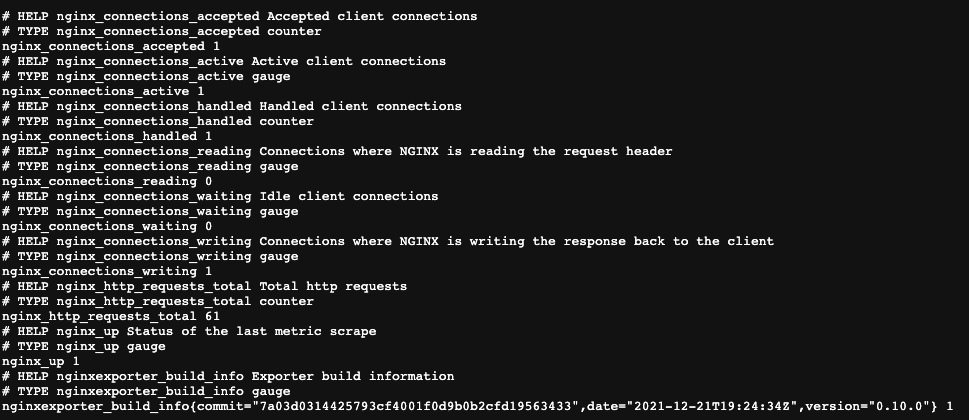 # HELP nginx_connections_accepted Accepted client connections
# TYPE nginx_connections_accepted counter
nginx_connections_accepted 1
# HELP nginx_connections_active Active client connections
# TYPE nginx_connections_active gauge
nginx_connections_active 1
# HELP nginx_connections_handled Handled client connections
# TYPE nginx_connections_handled counter
nginx_connections_handled 1
# HELP nginx_connections_reading Connections where NGINX is reading the request header
# TYPE nginx_connections_reading gauge
nginx_connections_reading 0
# HELP nginx_connections_waiting Idle client connections
# TYPE nginx_connections_waiting gauge
nginx_connections_waiting 0
# HELP nginx_connections_writing Connections where NGINX is writing the response back to the client
# TYPE nginx_connections_writing gauge
nginx_connections_writing 1
# HELP nginx_http_requests_total Total http requests
# TYPE nginx_http_requests_total counter
nginx_http_requests_total 61
# HELP nginx_up Status of the last metric scrape
# TYPE nginx_up gauge
nginx_up 1
# HELP nginxexporter_build_info Exporter build information
# TYPE nginxexporter_build_info gauge
nginxexporter_build_info{commit="7a03d0314425793cf4001f0d9b0b2cfd19563433",date="2021-12-21T19:24:34Z",version="0.10.0"} 1